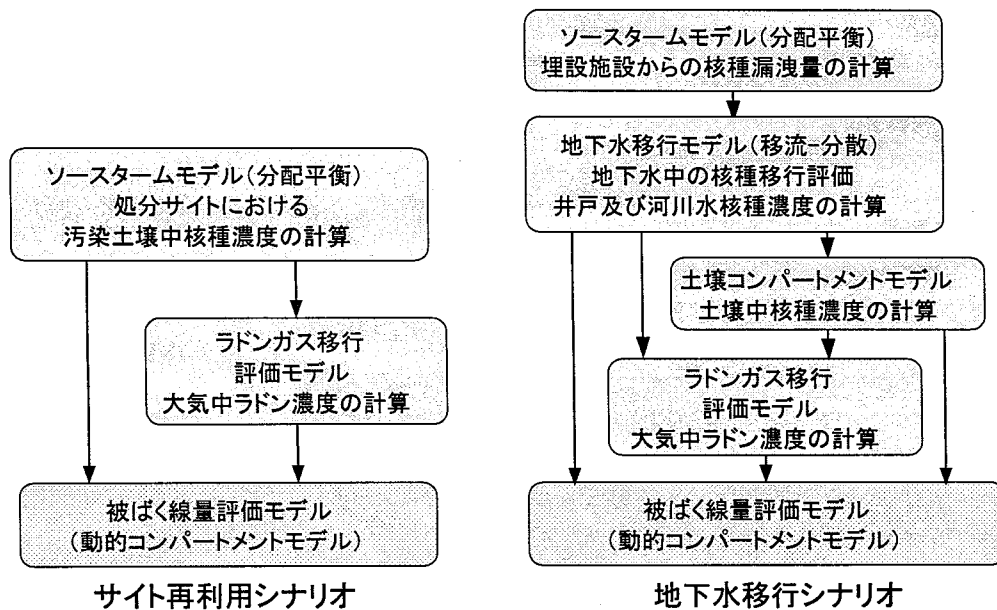 ソースタームモデル(分配平衡)
処分サイトにおける
汚染土壌中核種濃度の計算
ラドンガス移行
評価モデル
大気中ラドン濃度の計算
被ばく線量評価モデル
(動的コンパートメントモデル)
サイト再利用シナリオ
ソースタームモデル(分配平衡)
埋設施設からの核種漏洩量の計算
地下水移行モデル(移流-分散)
地下水中の核種移行評価
井戸及び河川水核種濃度の計算
土壌コンパートメントモデル
土壌中核種濃度の計算
ラドンガス移行
評価モデル
大気中ラドン濃度の計算
被ばく線量評価モデル
(動的コンパートメントモデル)
地下水移行シナリオ